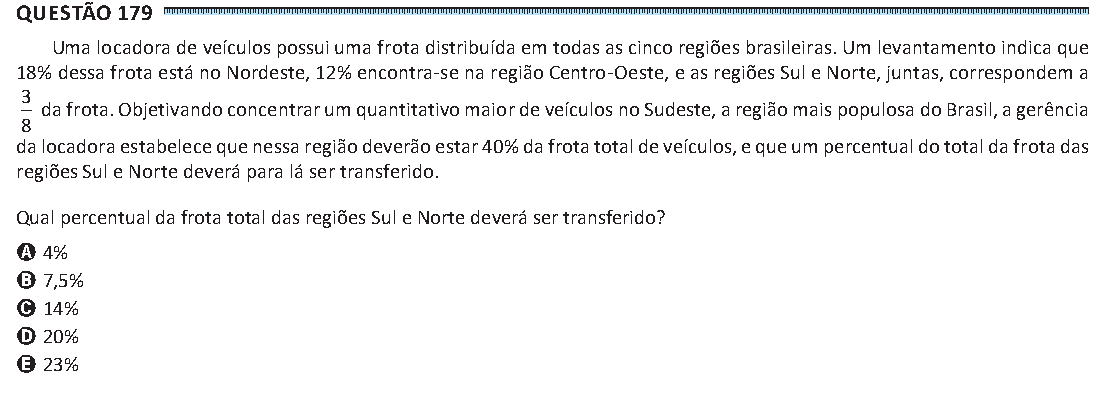 QUESTÃO 179
Uma locadora de veículos possui uma frota distribuída em todas as cinco regiões brasileiras. Um levantamento indica que
18% dessa frota está no Nordeste, 12% encontra-se na região Centro-Oeste, e as regiões Sul e Norte, juntas, correspondem a
3/8 da frota. Objetivando concentrar um quantitativo maior de veículos no Sudeste, a região mais populosa do Brasil, a gerência
da locadora estabelece que nessa região deverão estar 40% da frota total de veículos, e que um percentual do total da frota das
regiões Sul e Norte deverá para lá ser transferido.
Qual percentual da frota total das regiões Sul e Norte deverá ser transferido?
A 4%
B 7,5%
C 14%
D 20%
E 23%